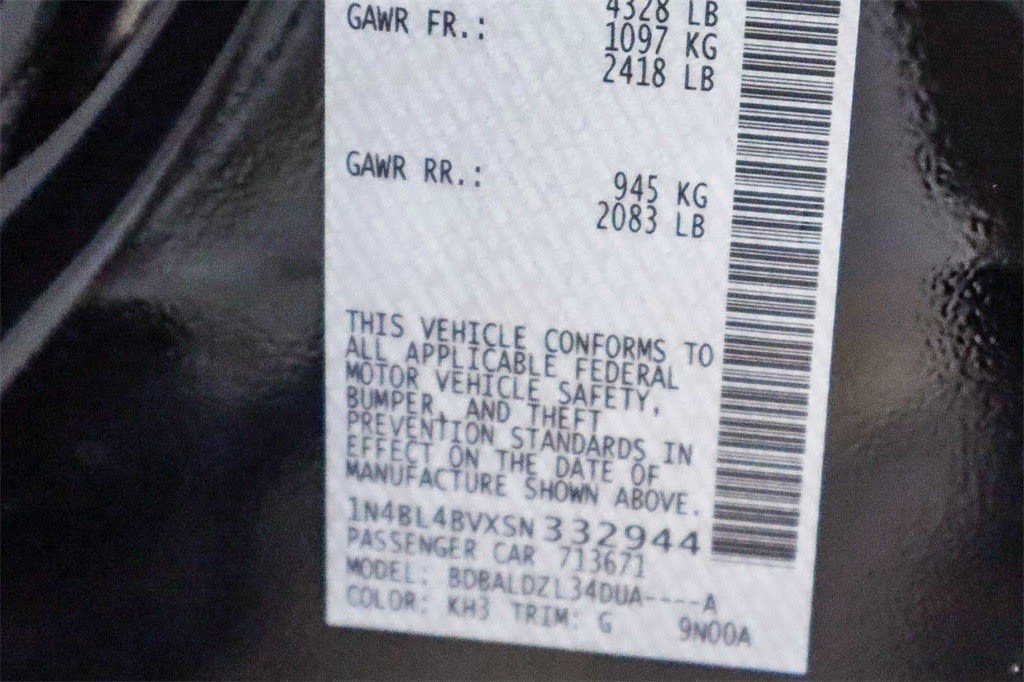 4328 LB
GAWR FR.: 1097 KG
2418 LB
GAWR RR.: 945 KG
2083 LB
THIS VEHICLE CONFORMS TO
ALL APPLICABLE FEDERAL
MOTOR VEHICLE SAFETY,
BUMPER, AND THEFT
PREVENTION STANDARDS IN
EFFECT ON THE DATE OF
MANUFACTURE SHOWN ABOVE.
1N4BL4BVXSN332944
PASSENGER CAR 713671
MODEL: BDBALDZL34DUA----A
COLOR: KH3 TRIM: G 9N00A